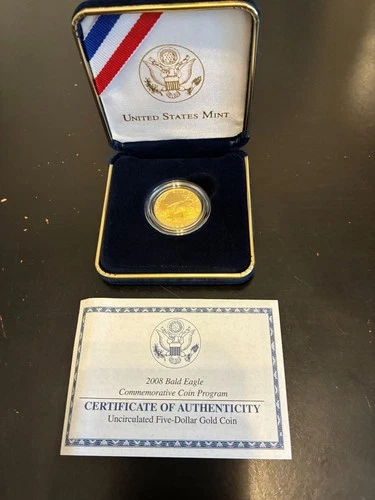 UNITED STATES MINT
2008 Bald Eagle
Commemorative Coin Program
CERTIFICATE OF AUTHENTICITY
Uncirculated Five-Dollar Gold Coin